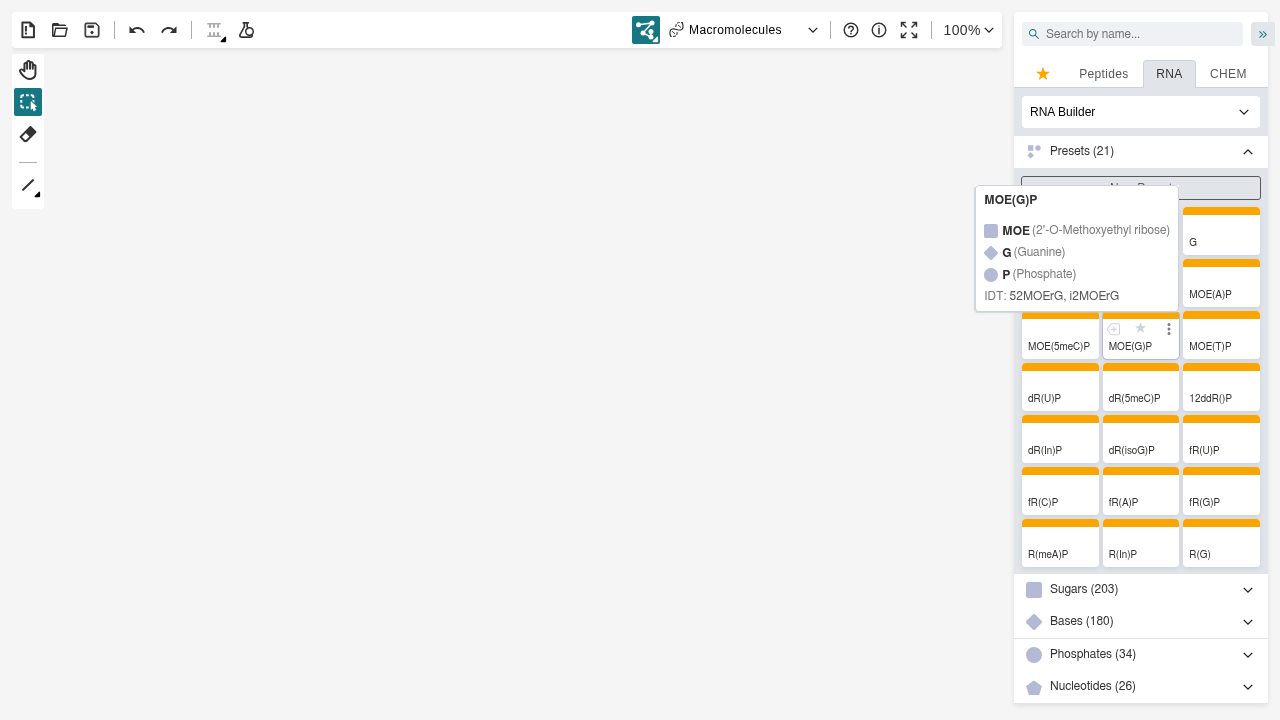 Macromolecules
100%
Search by name...
Peptides
RNA
CHEM
RNA Builder
Presets (21)
MOE(G)P
MOE (2'-O-Methoxyethyl ribose)
G (Guanine)
P (Phosphate)
IDT: 52MOErG, i2MOErG
G
MOE(A)P
MOE(5meC)P
MOE(G)P
MOE(T)P
dR(U)P
dR(5meC)P
12ddR()P
dR(In)P
dR(isoG)P
fR(U)P
fR(C)P
fR(A)P
fR(G)P
R(meA)P
R(In)P
R(G)
Sugars (203)
Bases (180)
Phosphates (34)
Nucleotides (26)